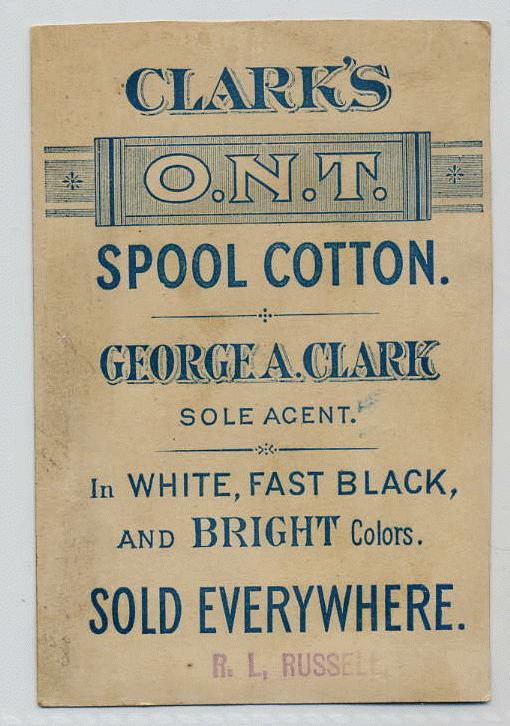 CLARK'S
O.N.T.
SPOOL COTTON.
GEORGE A. CLARK
SOLE AGENT.
In WHITE, FAST BLACK,
AND BRIGHT Colors.
SOLD EVERYWHERE.
R. L, RUSSELL